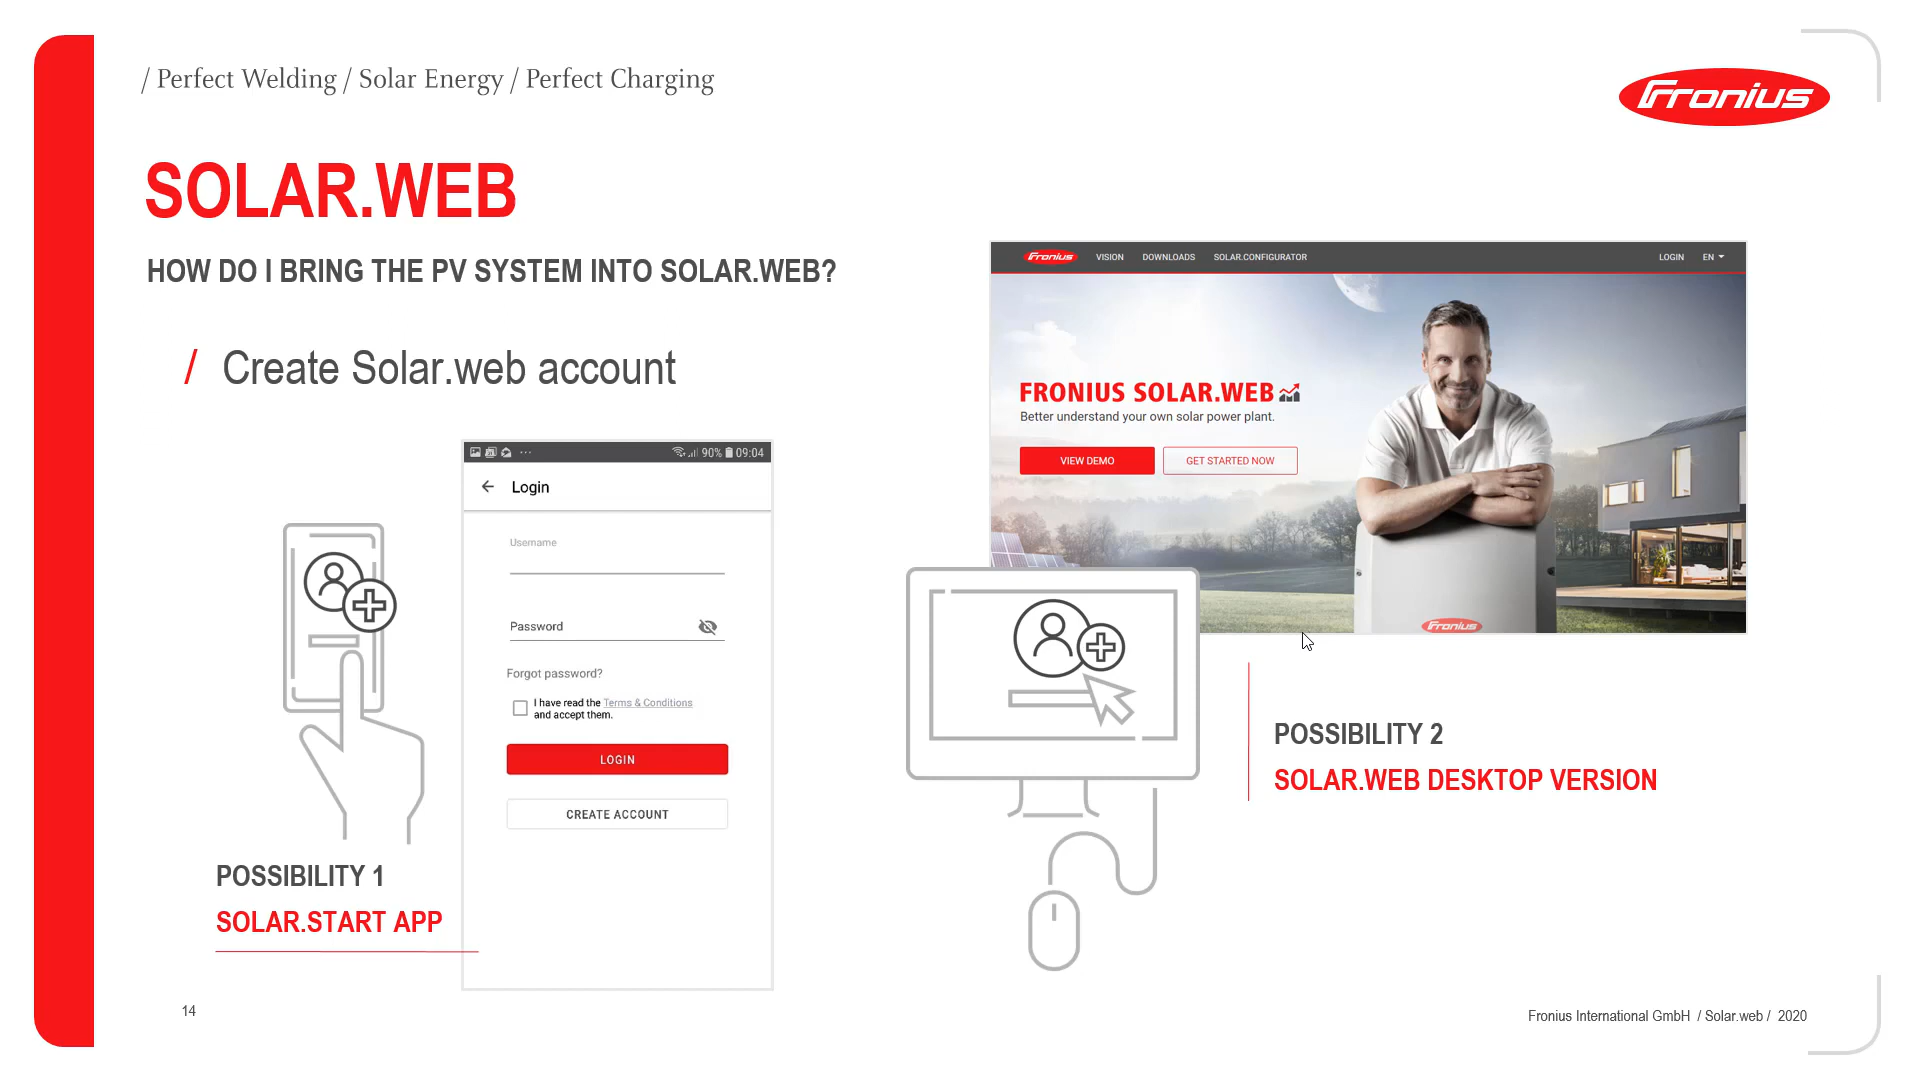 / Perfect Welding / Solar Energy / Perfect Charging
Fronius
SOLAR.WEB
HOW DO I BRING THE PV SYSTEM INTO SOLAR.WEB?
/ Create Solar.web account
90% 09:04
Login
Username
Password
Forgot password?
I have read the Terms & Conditions
and accept them.
LOGIN
CREATE ACCOUNT
POSSIBILITY 1
SOLAR.START APP
Fronius VISION DOWNLOADS SOLAR.CONFIGURATOR LOGIN EN
FRONIUS SOLAR.WEB
Better understand your own solar power plant.
VIEW DEMO GET STARTED NOW
Fronius
POSSIBILITY 2
SOLAR.WEB DESKTOP VERSION
14
Fronius International GmbH / Solar.web / 2020